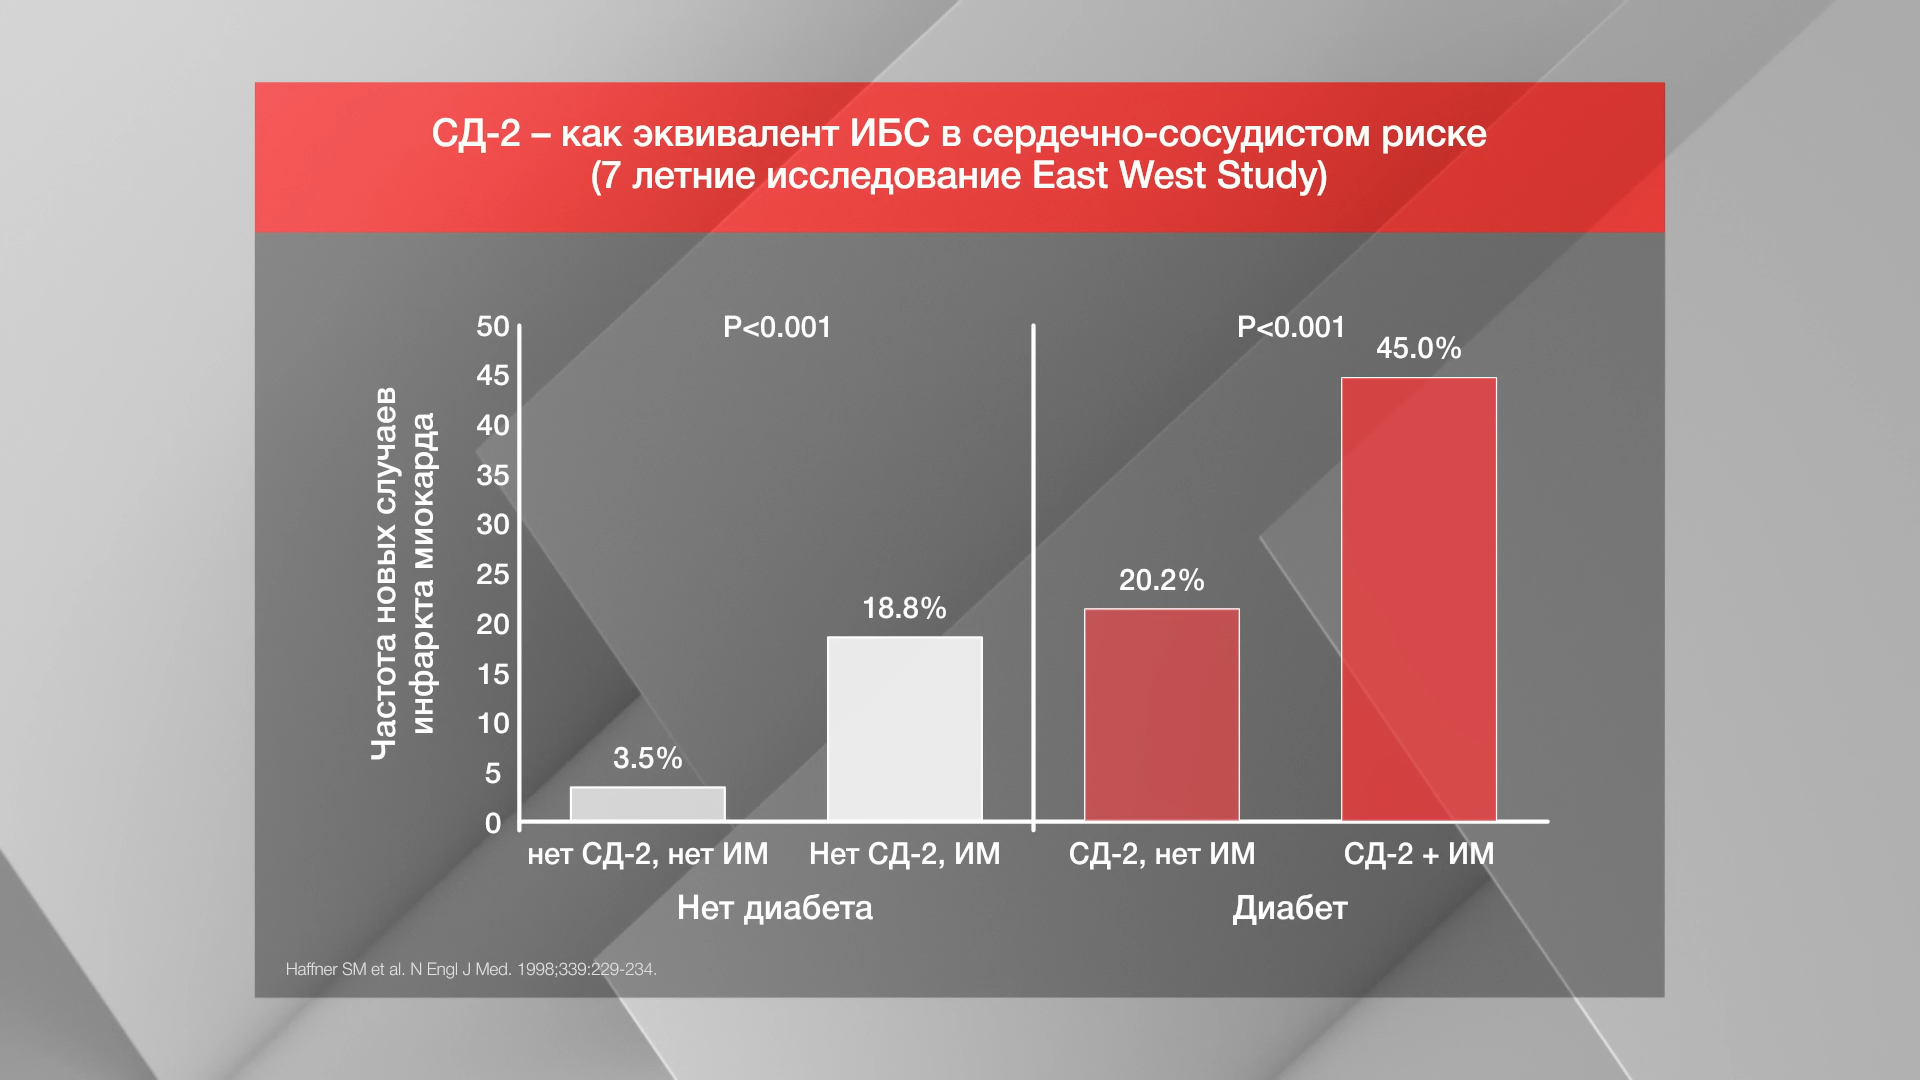 СД-2 – как эквивалент ИБС в сердечно-сосудистом риске
(7 летние исследование East West Study)
Частота новых случаев
инфаркта миокарда
50
45
40
35
30
25
20
15
10
5
0
P<0.001
P<0.001
3.5%
18.8%
20.2%
45.0%
нет СД-2, нет ИМ
Нет СД-2, ИМ
СД-2, нет ИМ
СД-2 + ИМ
Нет диабета
Диабет
Haffner SM et al. N Engl J Med. 1998;339:229-234.